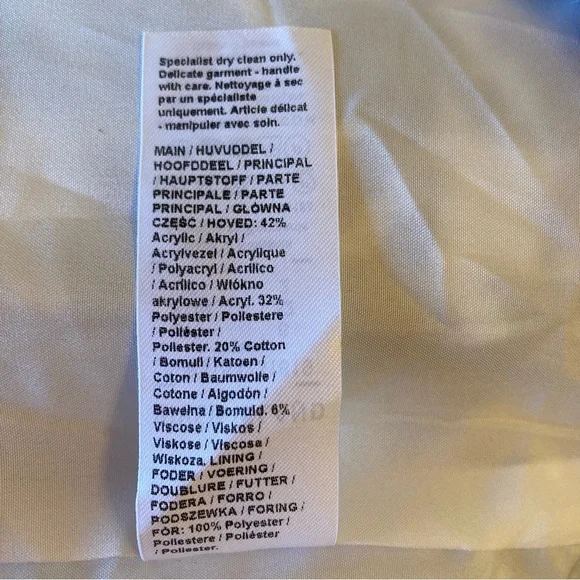 Specialist dry clean only.
Delicate garment - handle
with care. Nettoyage à sec
par un spécialiste
uniquement. Article délicat
- manipuler avec soin.
MAIN / HUVUDDEL /
HOOFDDEEL / PRINCIPAL
/ HAUPTSTOFF / PARTE
PRINCIPALE / PARTE
PRINCIPAL / GŁÓWNA
CZĘŚĆ / HOVED: 42%
Acrylic / Akryl /
Acrylvezel / Acrylique
/ Polyacryl / Acrilico
/ Acrílico / Włókno
akrylowe / Acryl. 32%
Polyester / Poliestere
/ Poliéster /
Poliester. 20% Cotton
/ Bomull / Katoen /
Coton / Baumwolle /
Cotone / Algodón /
Bawełna / Bomuld. 6%
Viscose / Viskos /
Viskose / Viscosa /
Wiskoza. LINING /
FODER / VOERING /
DOUBLURE / FUTTER /
FODERA / FORRO /
PODSZEWKA / FORING /
FÓR: 100% Polyester /
Poliestere / Poliéster
/ Poliester.